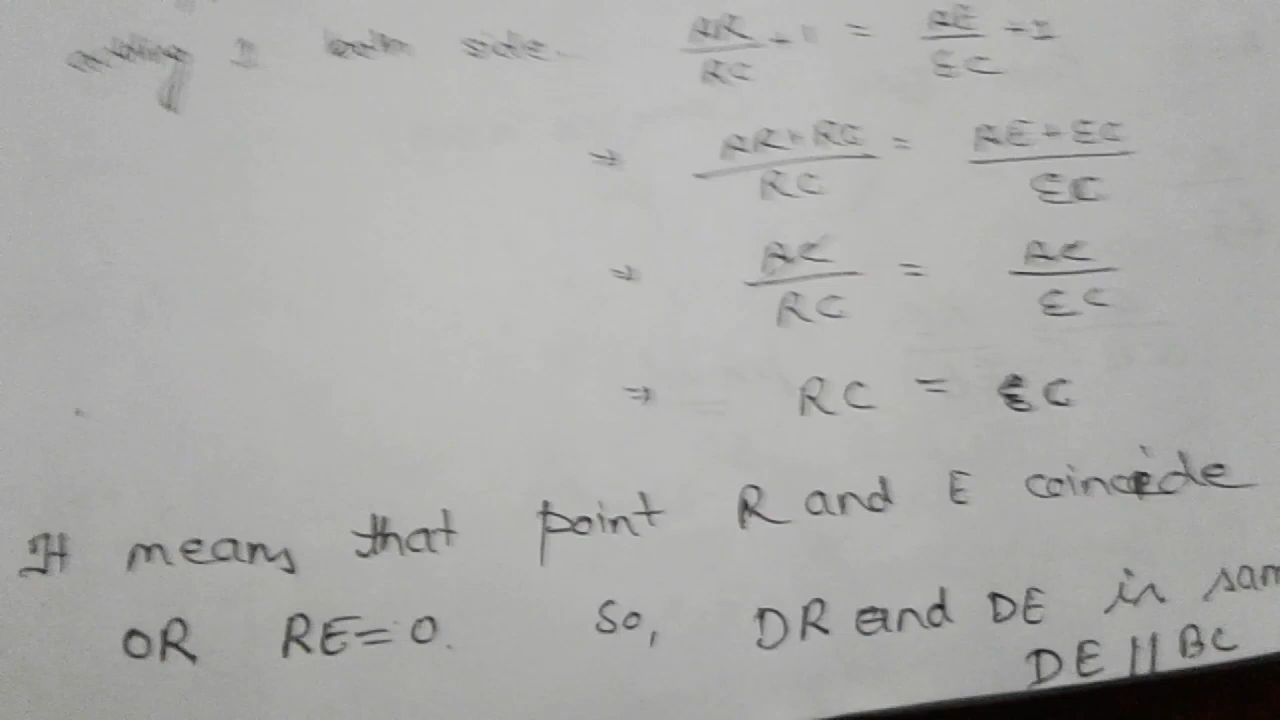 adding 1 both side. AR/RC + 1 = AE/EC + 1
⇒ AR+RC/RC = AE+EC/EC
⇒ AC/RC = AC/EC
⇒ RC = EC
It means that point R and E coincide
OR RE=0. So, DR and DE in sam
DE || BC